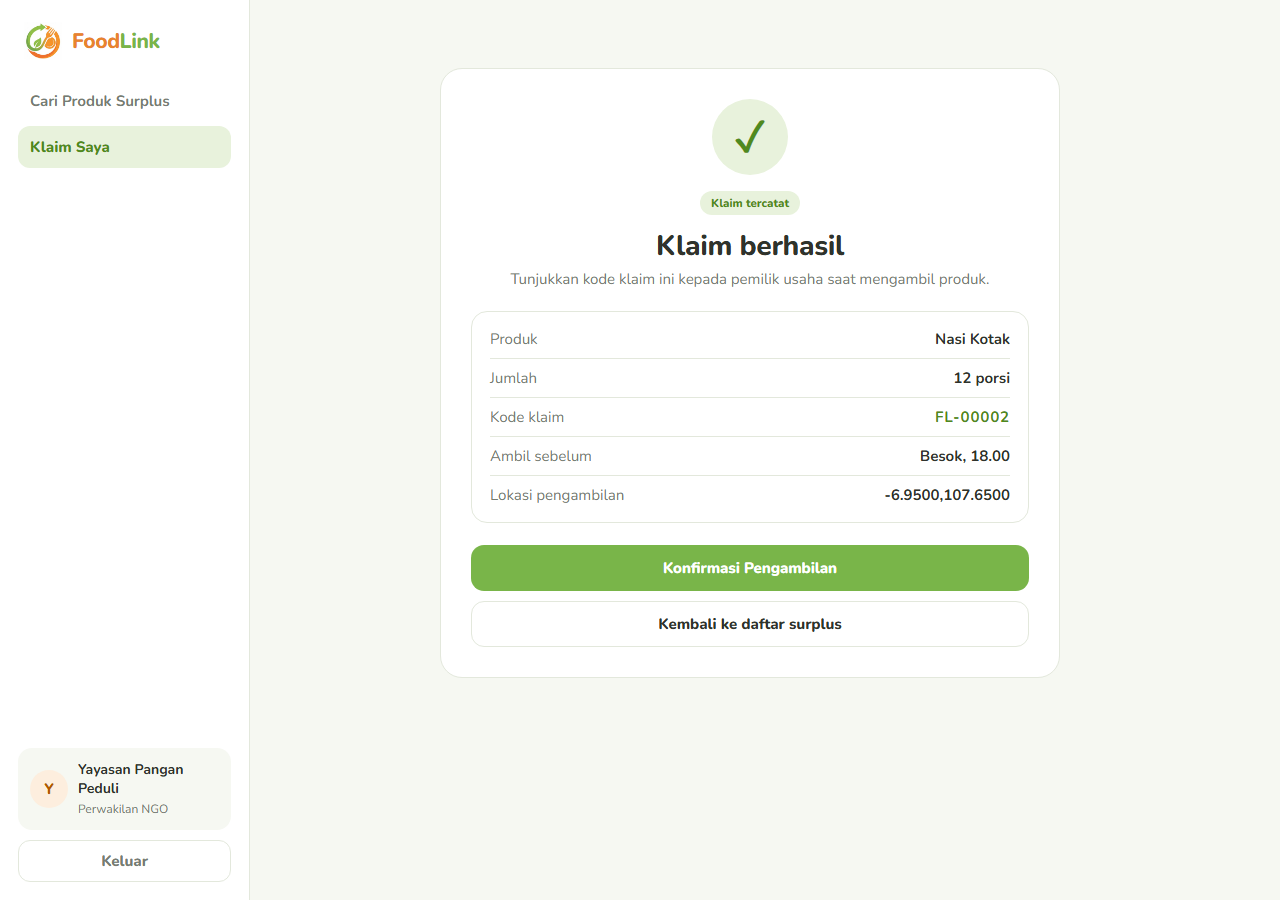 FoodLink
Cari Produk Surplus
Klaim Saya
Klaim tercatat
Klaim berhasil
Tunjukkan kode klaim ini kepada pemilik usaha saat mengambil produk.
Produk Nasi Kotak
Jumlah 12 porsi
Kode klaim FL-00002
Ambil sebelum Besok, 18.00
Lokasi pengambilan -6.9500,107.6500
Konfirmasi Pengambilan
Kembali ke daftar surplus
Y
Yayasan Pangan
Peduli
Perwakilan NGO
Keluar